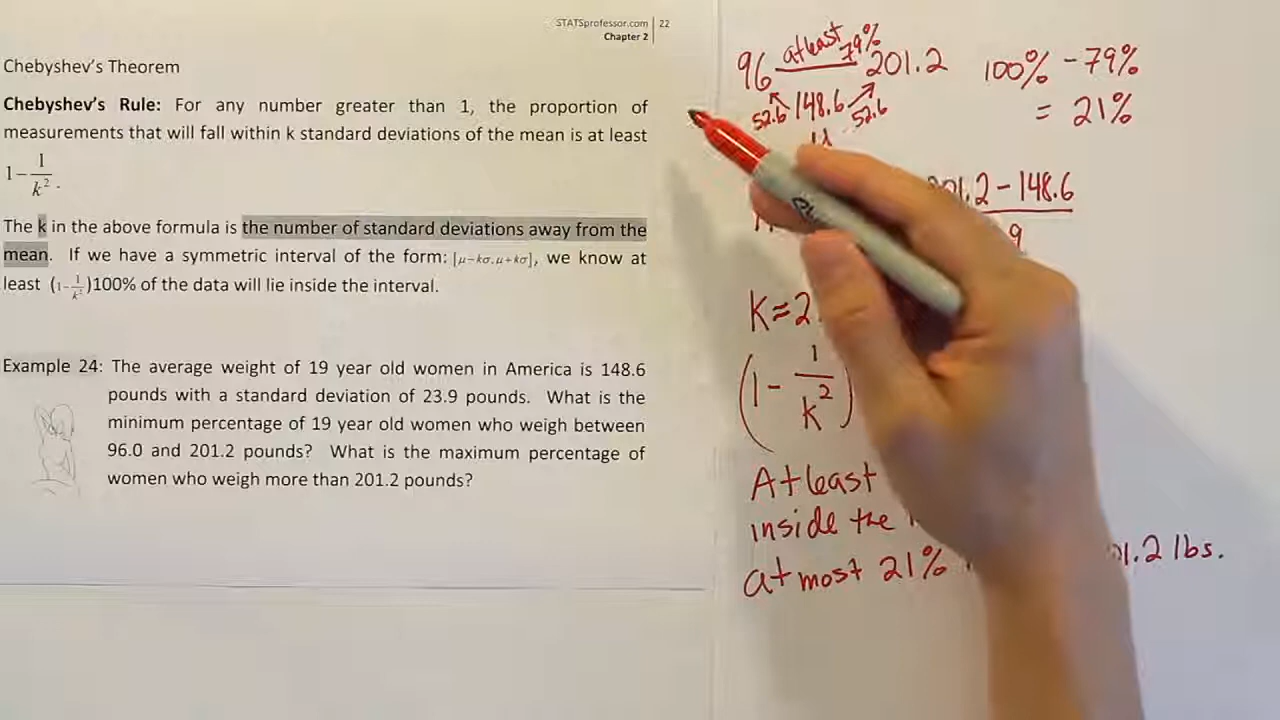 STATSprofessor.com 22
Chapter 2
Chebyshev's Theorem
Chebyshev's Rule: For any number greater than 1, the proportion of
measurements that will fall within k standard deviations of the mean is at least
1 − 1/k² .
The k in the above formula is the number of standard deviations away from the
mean. If we have a symmetric interval of the form: [μ−kσ,μ+kσ], we know at
least (1−1/k²)100% of the data will lie inside the interval.
Example 24: The average weight of 19 year old women in America is 148.6
pounds with a standard deviation of 23.9 pounds. What is the
minimum percentage of 19 year old women who weigh between
96.0 and 201.2 pounds? What is the maximum percentage of
women who weigh more than 201.2 pounds?
at least 79%
96 201.2
52.6 148.6 52.6
100% - 79%
= 21%
01.2 - 148.6
9
K≈2
(1 - 1/k²)
At least
inside the
at most 21% 1.2 lbs.